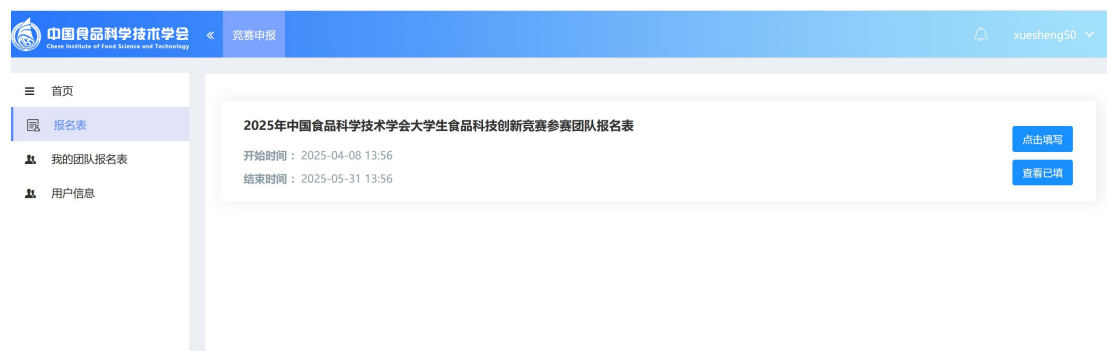 中国食品科学技术学会
Chese Institute of Food Science and Technology
« 竞赛申报
xuesheng50
首页
报名表
我的团队报名表
用户信息
2025年中国食品科学技术学会大学生食品科技创新竞赛参赛团队报名表
开始时间： 2025-04-08 13:56
结束时间： 2025-05-31 13:56
点击填写
查看已填